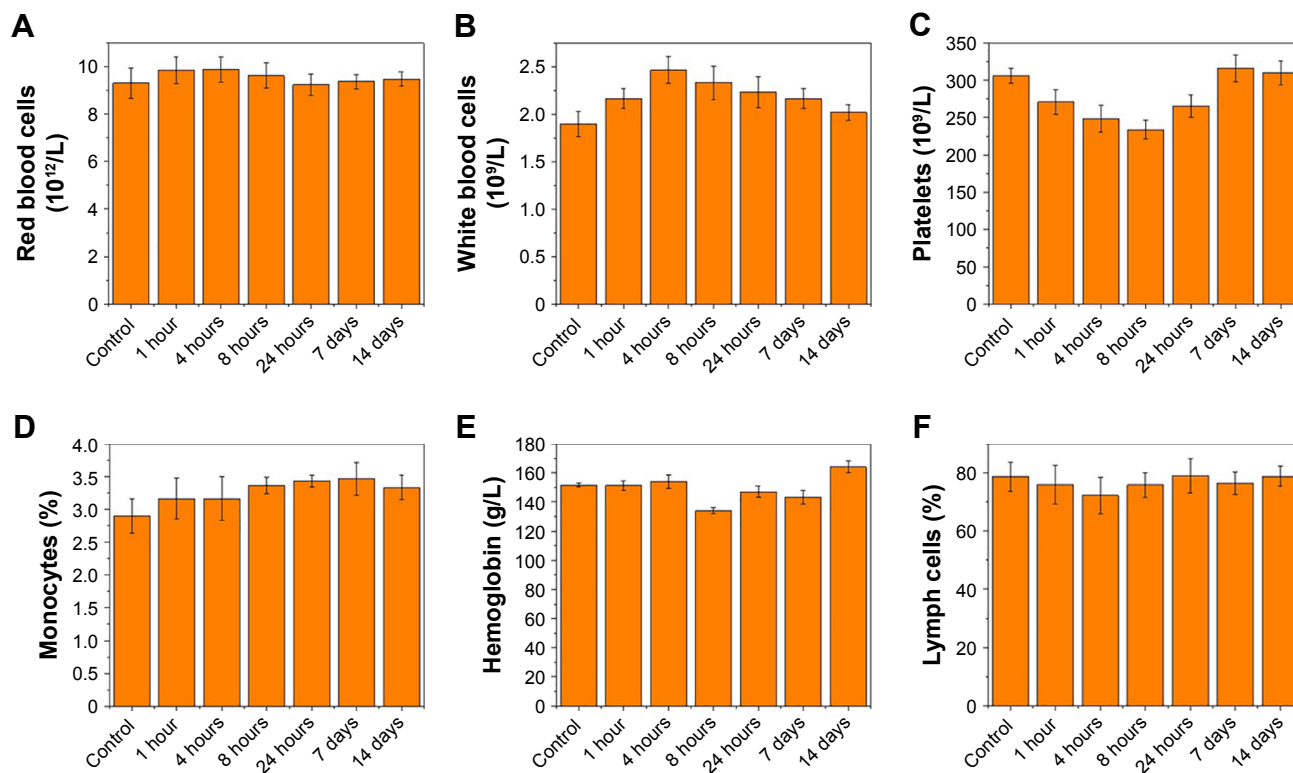 A
Red blood cells
(10¹²/L)
10
8
6
4
2
0
Control
1 hour
4 hours
8 hours
24 hours
7 days
14 days
B
White blood cells
(10⁹/L)
2.5
2.0
1.5
1.0
0.5
0
Control
1 hour
4 hours
8 hours
24 hours
7 days
14 days
C
Platelets (10⁹/L)
350
300
250
200
150
100
50
0
Control
1 hour
4 hours
8 hours
24 hours
7 days
14 days
D
Monocytes (%)
4.0
3.5
3.0
2.5
2.0
1.5
1.0
0.5
0
Control
1 hour
4 hours
8 hours
24 hours
7 days
14 days
E
Hemoglobin (g/L)
180
160
140
120
100
80
60
40
20
0
Control
1 hour
4 hours
8 hours
24 hours
7 days
14 days
F
Lymph cells (%)
80
60
40
20
0
Control
1 hour
4 hours
8 hours
24 hours
7 days
14 days